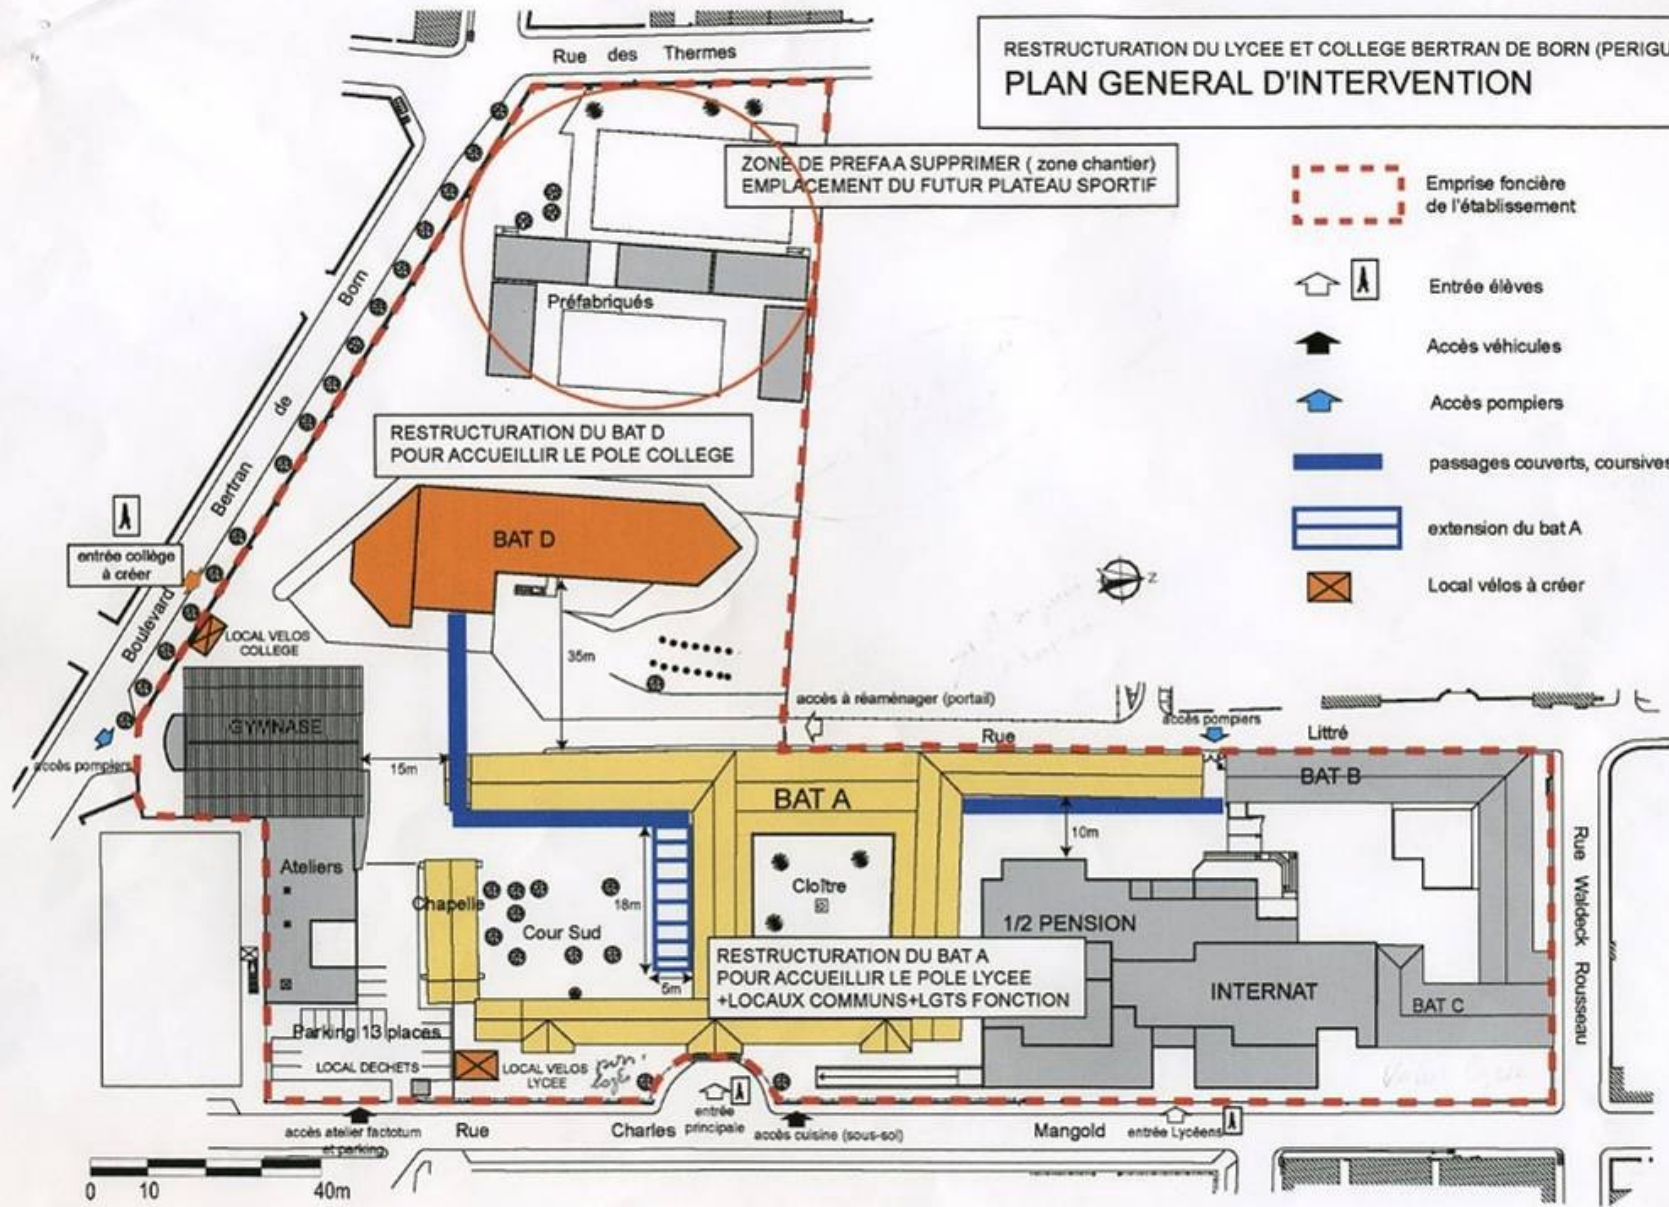 RESTRUCTURATION DU LYCEE ET COLLEGE BERTRAN DE BORN (PERIGU
PLAN GENERAL D'INTERVENTION
Rue des Thermes
ZONE DE PREFA A SUPPRIMER ( zone chantier)
EMPLACEMENT DU FUTUR PLATEAU SPORTIF
Emprise foncière
de l'établissement
Entrée élèves
Accès véhicules
Accès pompiers
passages couverts, coursives
extension du bat A
Local vélos à créer
Z
Préfabriqués
Boulevard Bertran de Born
RESTRUCTURATION DU BAT D
POUR ACCUEILLIR LE POLE COLLEGE
BAT D
entrée collège
à créer
LOCAL VELOS
COLLEGE
35m
accès à réaménager (portail)
accès pompiers
Rue Littré
GYMNASE
accès pompiers
15m
BAT A
BAT B
10m
Ateliers
Chapelle
Cour Sud
18m
5m
Cloître
1/2 PENSION
RESTRUCTURATION DU BAT A
POUR ACCUEILLIR LE POLE LYCEE
+LOCAUX COMMUNS+LGTS FONCTION
INTERNAT
BAT C
Rue Waldeck Rousseau
Parking 13 places
LOCAL DECHETS
LOCAL VELOS
LYCEE
entrée
principale
accès atelier factotum
et parking
Rue Charles Mangold
accès cuisine (sous-sol)
entrée Lycéens
0 10 40m